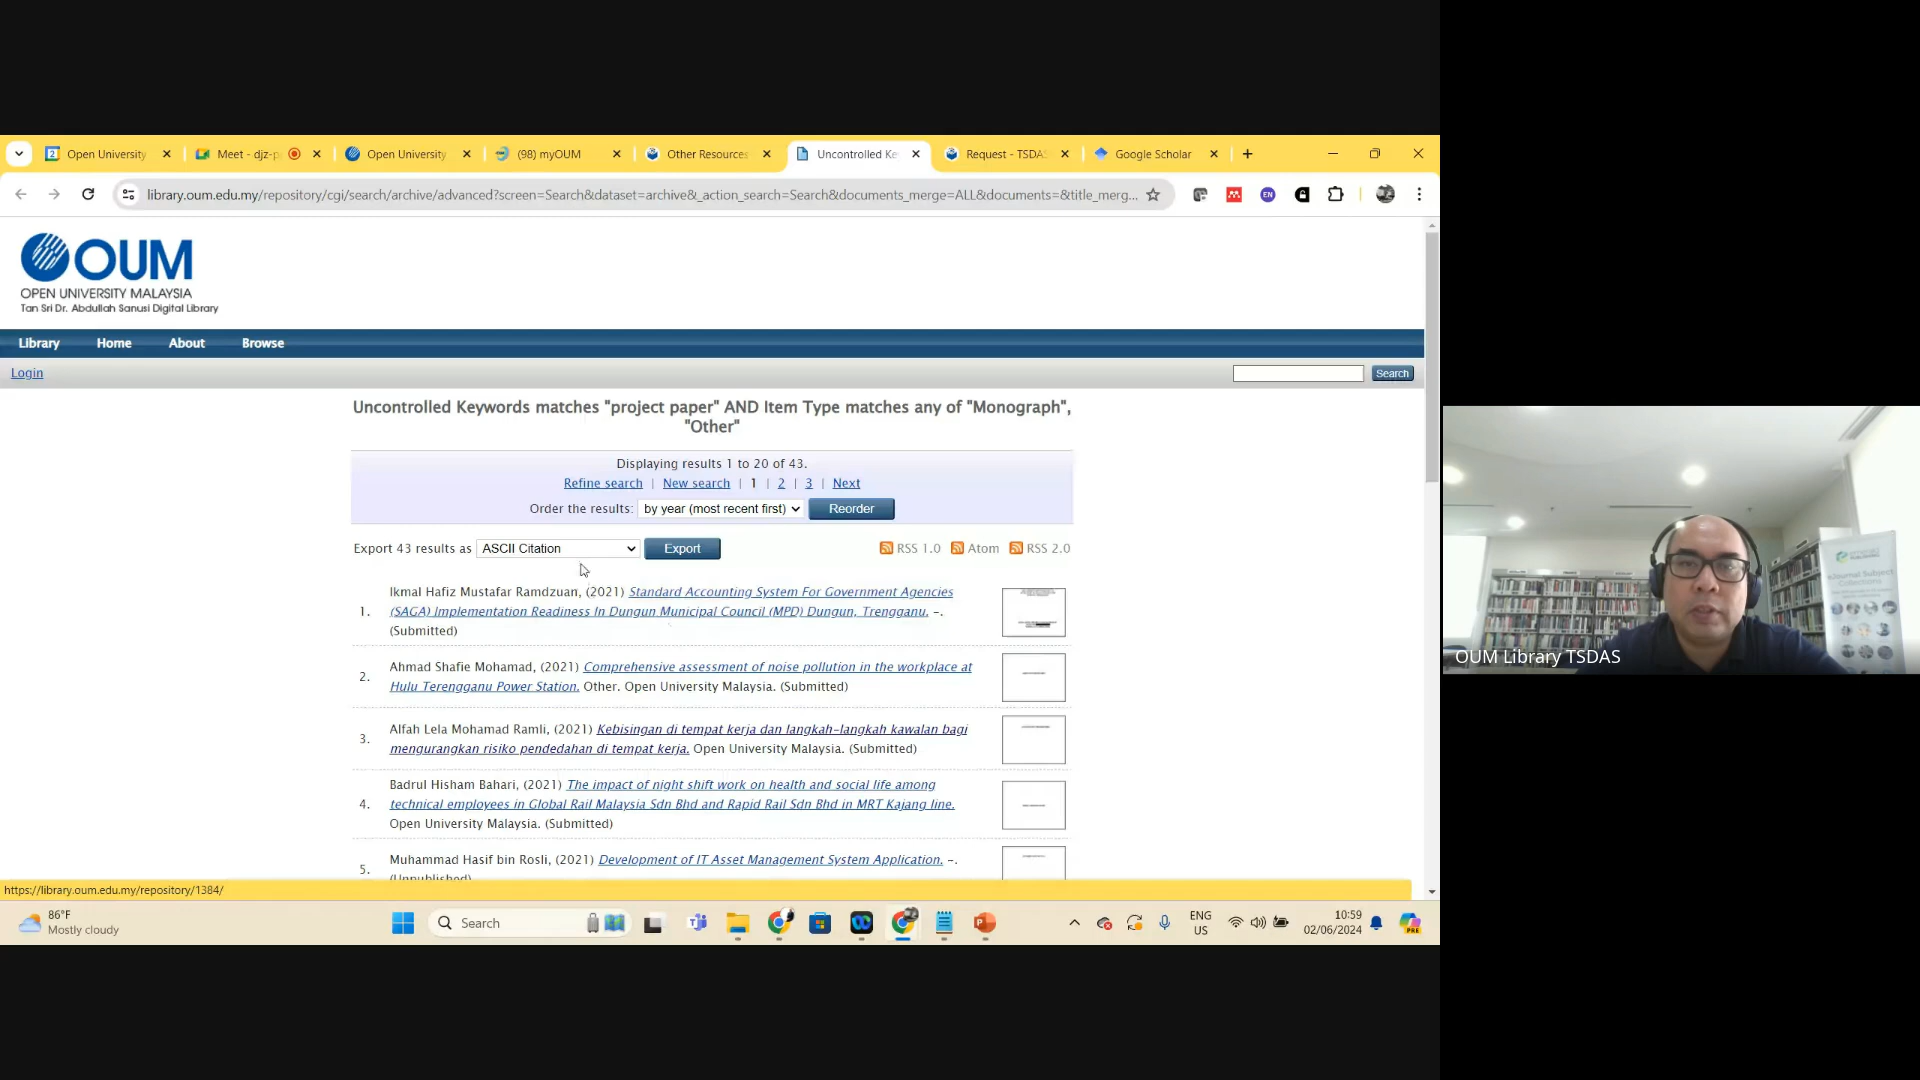 Open University
Meet - djz-p
Open University
(98) myOUM
Other Resources
Uncontrolled Ke
Request - TSDA
Google Scholar
library.oum.edu.my/repository/cgi/search/archive/advanced?screen=Search&dataset=archive&_action_search=Search&documents_merge=ALL&documents=&title_merg...
EN
OUM
OPEN UNIVERSITY MALAYSIA
Tan Sri Dr. Abdullah Sanusi Digital Library
Library Home About Browse
Login
Search
Uncontrolled Keywords matches "project paper" AND Item Type matches any of "Monograph",
"Other"
Displaying results 1 to 20 of 43.
Refine search | New search | 1 | 2 | 3 | Next
Order the results: by year (most recent first) Reorder
Export 43 results as ASCII Citation Export RSS 1.0 Atom RSS 2.0
1. Ikmal Hafiz Mustafar Ramdzuan, (2021) Standard Accounting System For Government Agencies
(SAGA) Implementation Readiness In Dungun Municipal Council (MPD) Dungun, Trengganu. -.
(Submitted)
2. Ahmad Shafie Mohamad, (2021) Comprehensive assessment of noise pollution in the workplace at
Hulu Terengganu Power Station. Other. Open University Malaysia. (Submitted)
3. Alfah Lela Mohamad Ramli, (2021) Kebisingan di tempat kerja dan langkah-langkah kawalan bagi
mengurangkan risiko pendedahan di tempat kerja. Open University Malaysia. (Submitted)
4. Badrul Hisham Bahari, (2021) The impact of night shift work on health and social life among
technical employees in Global Rail Malaysia Sdn Bhd and Rapid Rail Sdn Bhd in MRT Kajang line.
Open University Malaysia. (Submitted)
5. Muhammad Hasif bin Rosli, (2021) Development of IT Asset Management System Application. -.
(Unpublished)
https://library.oum.edu.my/repository/1384/
86°F
Mostly cloudy
Search
ENG
US
10:59
02/06/2024
PRE
eJournal Subject
Collections
OUM Library TSDAS